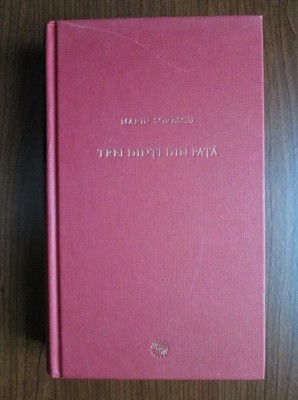 MARIN SORESCU
TREI DINȚI DIN FAȚĂ